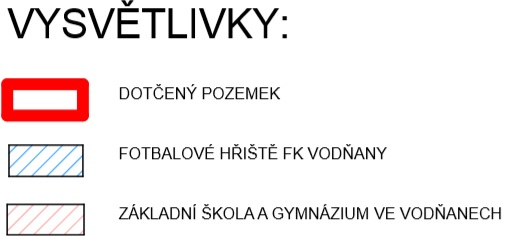 VYSVĚTLIVKY:
DOTČENÝ POZEMEK
FOTBALOVÉ HŘIŠTĚ FK VODŇANY
ZÁKLADNÍ ŠKOLA A GYMNÁZIUM VE VODŇANECH